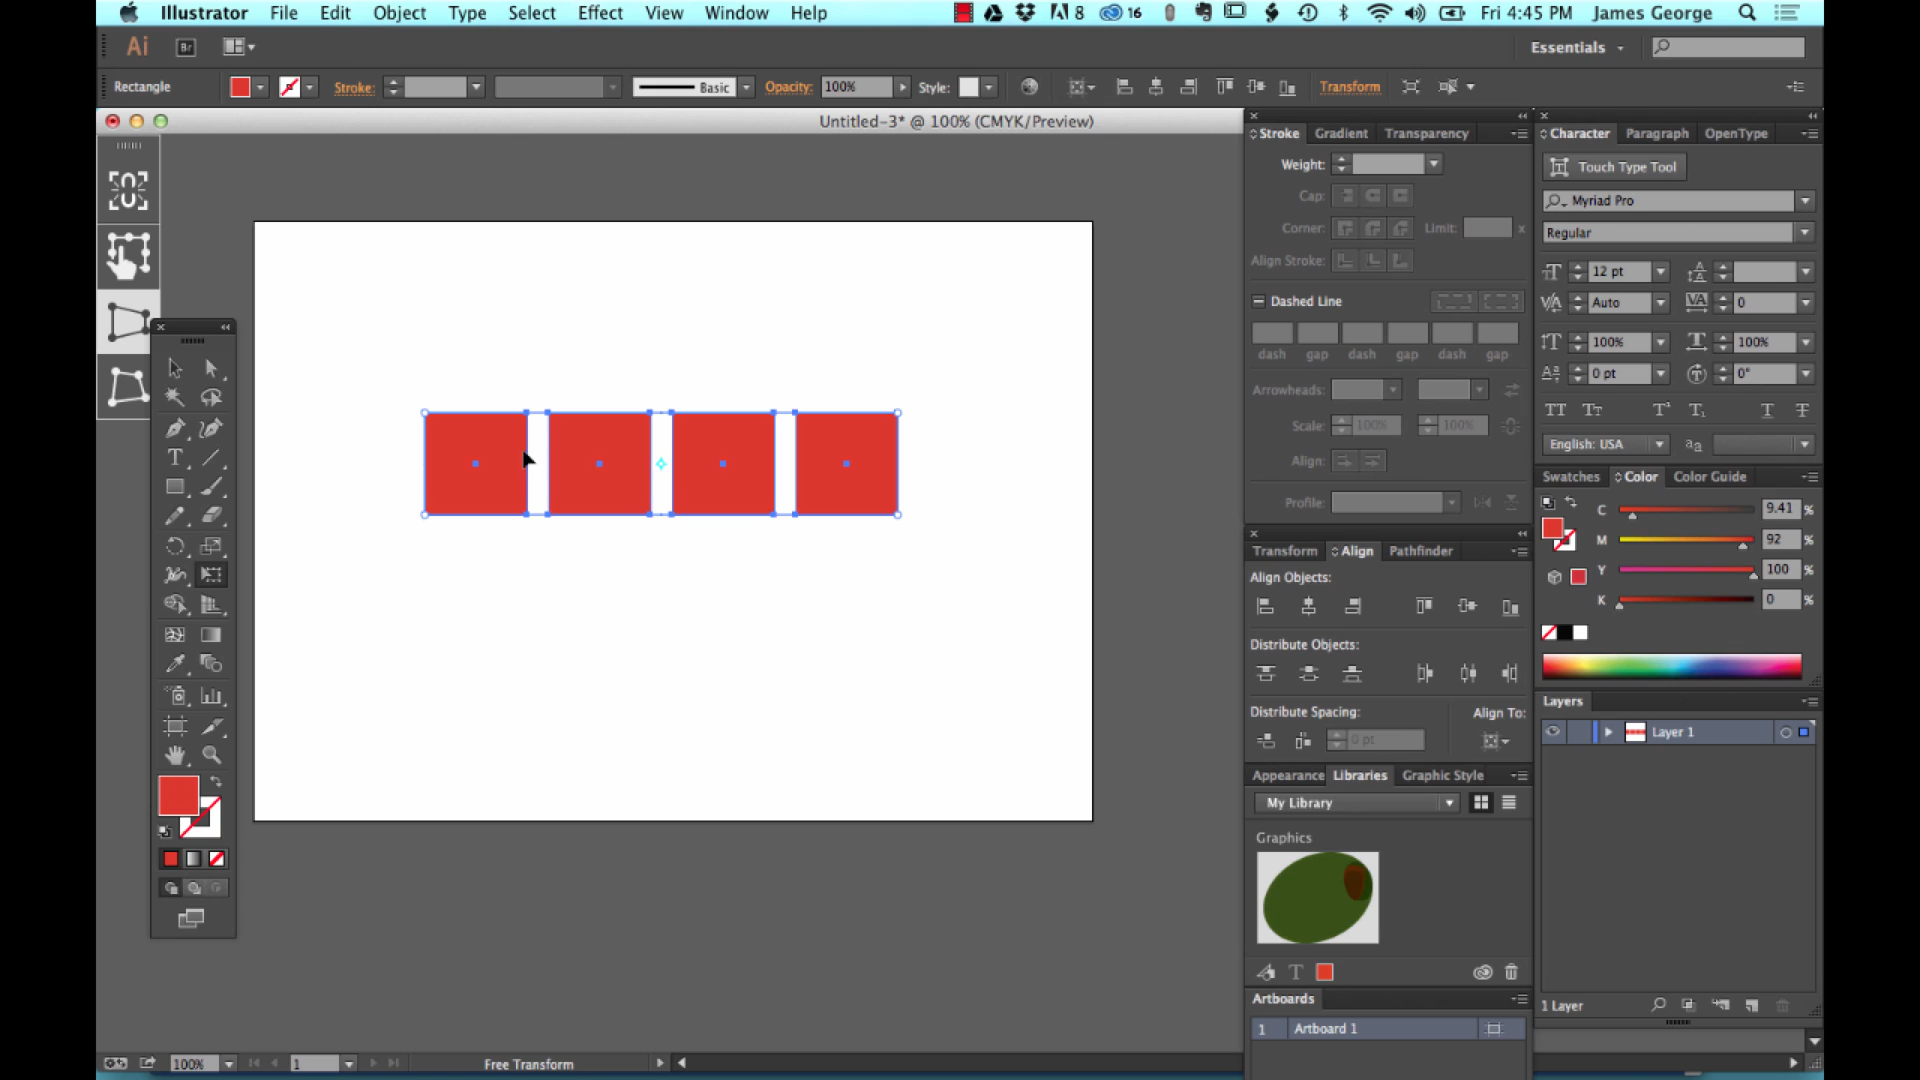 Illustrator File Edit Object Type Select Effect View Window Help 8 16 Fri 4:45 PM James George
Ai Br Essentials
Rectangle Stroke: Basic Opacity: 100% Style: Transform
Untitled-3* @ 100% (CMYK/Preview)
Stroke Gradient Transparency
Weight:
Cap:
Corner: Limit: x
Align Stroke:
Dashed Line
dash gap dash gap dash gap
Arrowheads:
Scale: 100% 100%
Align:
Profile:
Transform Align Pathfinder
Align Objects:
Distribute Objects:
Distribute Spacing: Align To:
0 pt
Appearance Libraries Graphic Style
My Library
Graphics
Artboards
1 Artboard 1
Character Paragraph OpenType
Touch Type Tool
Myriad Pro
Regular
12 pt
Auto 0
100% 100%
0 pt 0°
English: USA
Swatches Color Color Guide
C 9.41 %
M 92 %
Y 100 %
K 0 %
Layers
Layer 1
1 Layer
100% 1 Free Transform